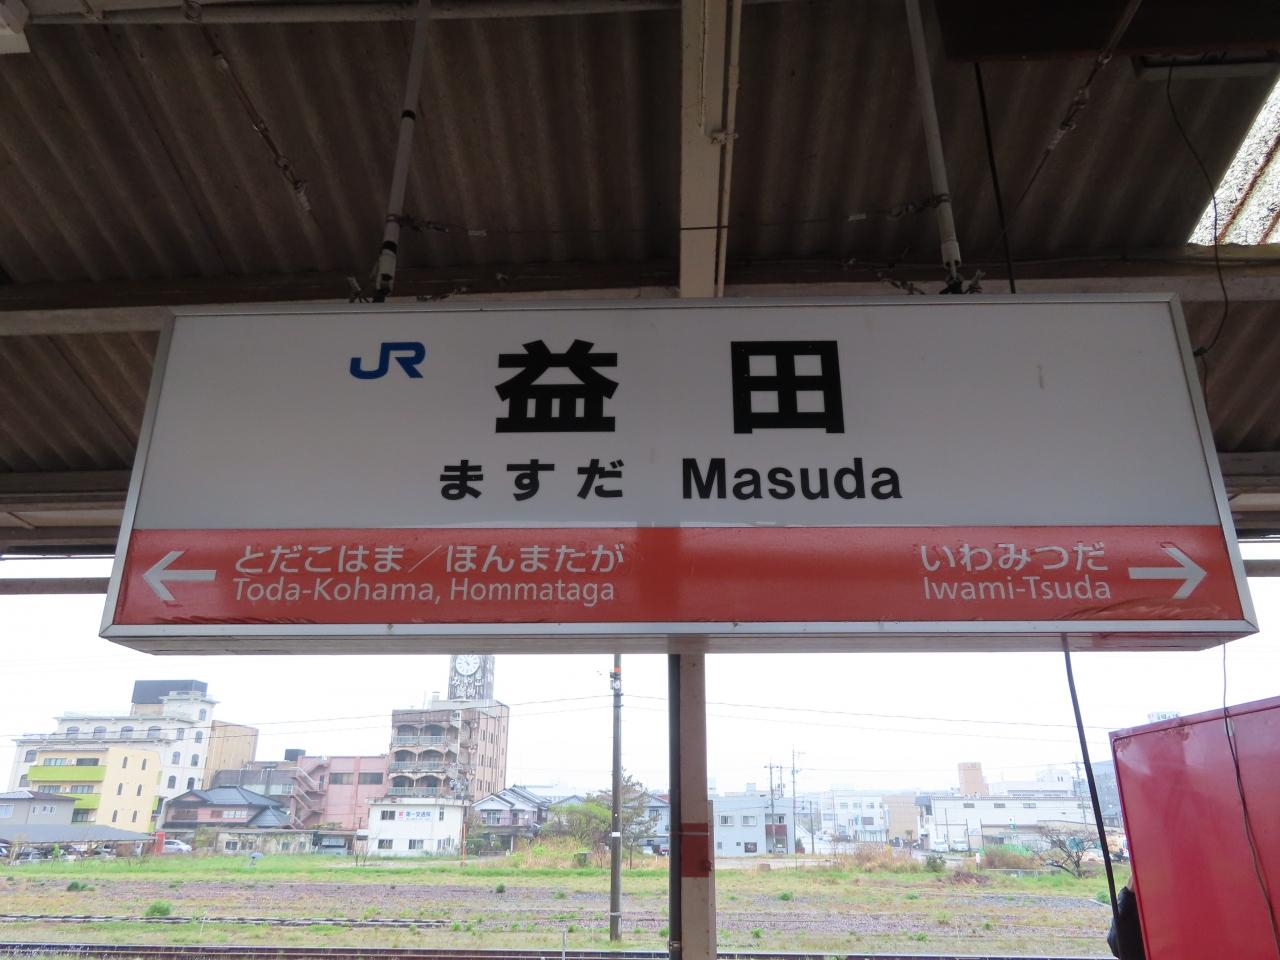 JR 益田
ますだ Masuda
← とだこはま／ほんまたが いわみつだ →
Toda-Kohama, Hommataga Iwami-Tsuda